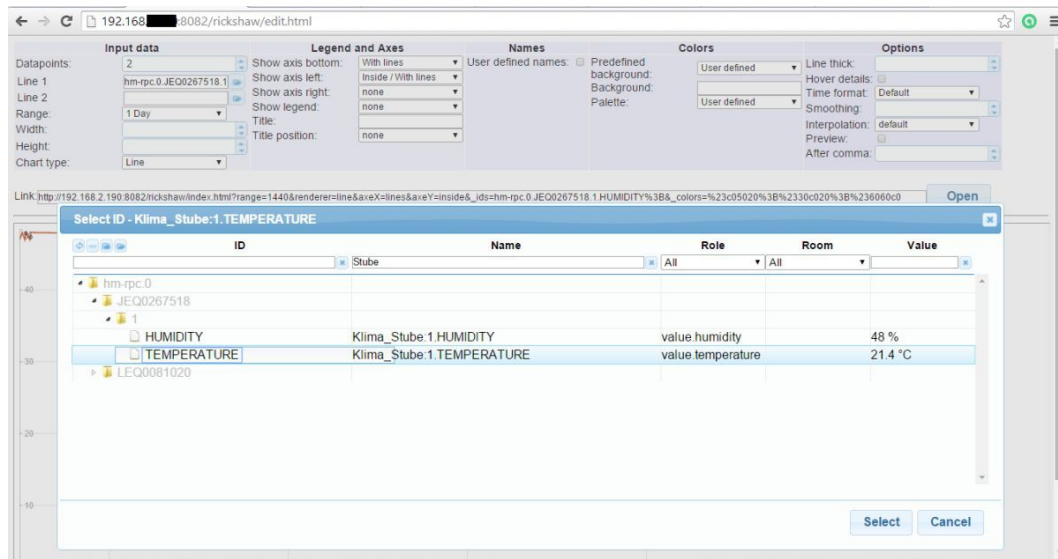 192.168. :8082/rickshaw/edit.html
Input data
Datapoints: 2
Line 1 hm-rpc.0.JEQ0267518.1
Line 2
Range: 1 Day
Width:
Height:
Chart type: Line
Legend and Axes
Show axis bottom: With lines
Show axis left: Inside / With lines
Show axis right: none
Show legend: none
Title:
Title position: none
Names
User defined names:
Colors
Predefined background: User defined
Background:
Palette: User defined
Options
Line thick:
Hover details:
Time format: Default
Smoothing:
Interpolation: default
Preview:
After comma:
Link: http://192.168.2.190:8082/rickshaw/index.html?range=1440&renderer=line&axeX=lines&axeY=inside&_ids=hm-rpc.0.JEQ0267518.1.HUMIDITY%3B&_colors=%23c05020%3B%2330c020%3B%236060c0 Open
Select ID - Klima_Stube:1.TEMPERATURE
ID Name Role Room Value
Stube All All
hm-rpc.0
JEQ0267518
1
HUMIDITY Klima_Stube:1.HUMIDITY value.humidity 48 %
TEMPERATURE Klima_Stube:1.TEMPERATURE value.temperature 21.4 °C
LEQ0081020
40
30
20
10
Select Cancel